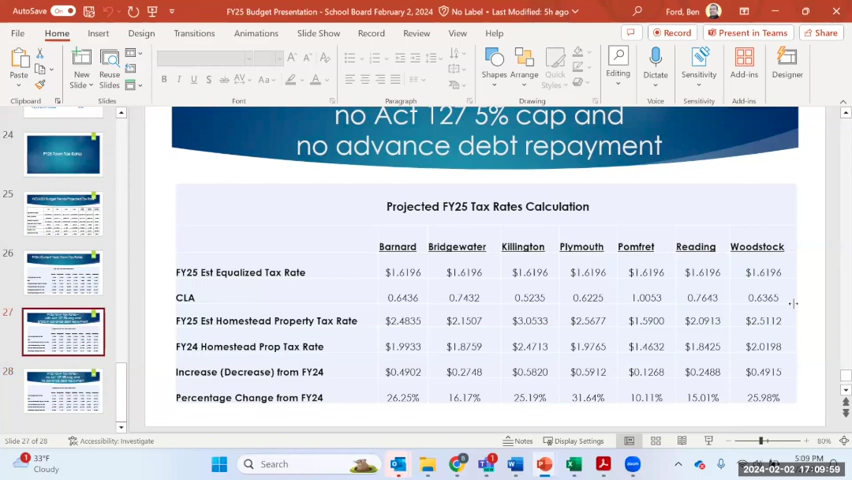 AutoSave On FY25 Budget Presentation - School Board February 2, 2024 No Label • Last Modified: 5h ago Ford, Ben
File Home Insert Design Transitions Animations Slide Show Record Review View Help Record Present in Teams Share
Paste New Slide Reuse Slides Shapes Arrange Quick Styles Editing Dictate Sensitivity Add-ins Designer
Clipboard Slides Font Paragraph Drawing Voice Sensitivity Add-ins
24
25
26
27
28
no Act 127 5% cap and
no advance debt repayment
Projected FY25 Tax Rates Calculation
Barnard Bridgewater Killington Plymouth Pomfret Reading Woodstock
FY25 Est Equalized Tax Rate $1.6196 $1.6196 $1.6196 $1.6196 $1.6196 $1.6196 $1.6196
CLA 0.6436 0.7432 0.5235 0.6225 1.0053 0.7643 0.6365
FY25 Est Homestead Property Tax Rate $2.4835 $2.1507 $3.0533 $2.5677 $1.5900 $2.0913 $2.5112
FY24 Homestead Prop Tax Rate $1.9933 $1.8759 $2.4713 $1.9765 $1.4632 $1.8425 $2.0198
Increase (Decrease) from FY24 $0.4902 $0.2748 $0.5820 $0.5912 $0.1268 $0.2488 $0.4915
Percentage Change from FY24 26.25% 16.17% 25.19% 31.64% 10.11% 15.01% 25.98%
Slide 27 of 28 Accessibility: Investigate Notes Display Settings 80%
33°F
Cloudy
Search
5:09 PM
2024-02-02 17:09:59